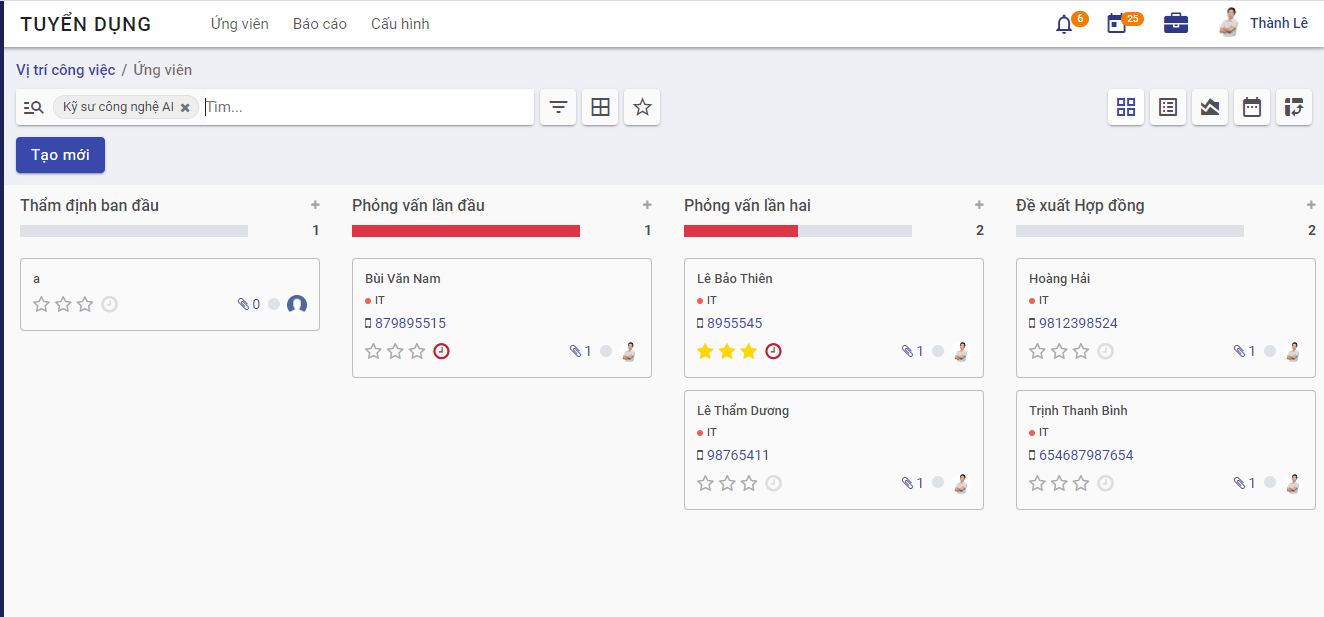 TUYỂN DỤNG
Ứng viên Báo cáo Cấu hình
6
25
Thành Lê
Vị trí công việc / Ứng viên
Kỹ sư công nghệ AI
Tìm...
Tạo mới
Thẩm định ban đầu
1
a
0
Phỏng vấn lần đầu
1
Bùi Văn Nam
IT
879895515
1
Phỏng vấn lần hai
2
Lê Bảo Thiên
IT
8955545
1
Lê Thẩm Dương
IT
98765411
1
Đề xuất Hợp đồng
2
Hoàng Hải
IT
9812398524
1
Trịnh Thanh Bình
IT
654687987654
1